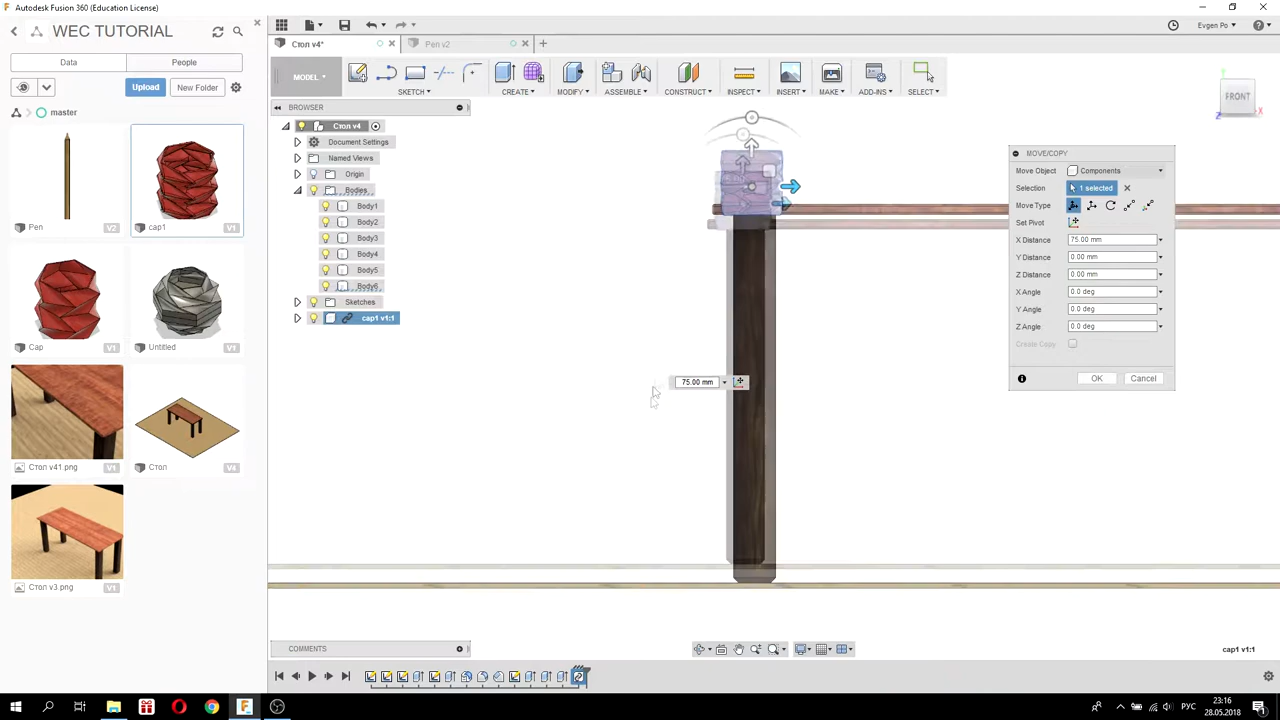 Autodesk Fusion 360 (Education License)
WEC TUTORIAL
Data
People
Upload
New Folder
master
Pen
V2
cap1
V1
Cap
V1
Untitled
V1
Стол v41.png
V1
Стол
V4
Стол v3.png
V1
Стол v4*
Pen v2
Evgen Po
MODEL
SKETCH
CREATE
MODIFY
ASSEMBLE
CONSTRUCT
INSPECT
INSERT
MAKE
ADD-INS
SELECT
BROWSER
Стол v4
Document Settings
Named Views
Origin
Bodies
Body1
Body2
Body3
Body4
Body5
Body6
Sketches
cap1 v1:1
75.00 mm
FRONT
Y
X
Z
MOVE/COPY
Move Object
Components
Selection
1 selected
Move Type
Set Pivot
X Distance
75.00 mm
Y Distance
0.00 mm
Z Distance
0.00 mm
X Angle
0.0 deg
Y Angle
0.0 deg
Z Angle
0.0 deg
Create Copy
OK
Cancel
COMMENTS
cap1 v1:1
РУС
23:16
28.05.2018